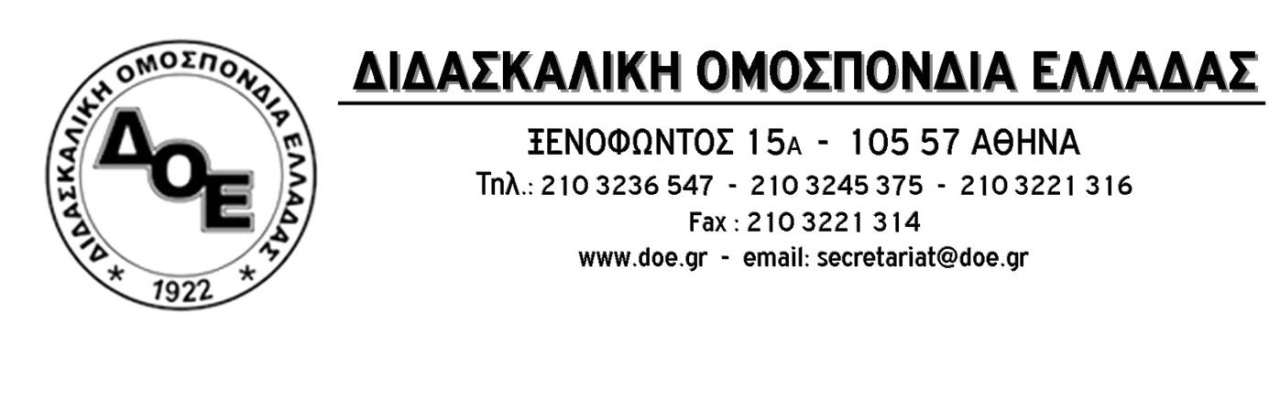 ΔΙΔΑΣΚΑΛΙΚΗ ΟΜΟΣΠΟΝΔΙΑ ΕΛΛΑΔΑΣ
ΔΟΕ
* 1922 *
ΔΙΔΑΣΚΑΛΙΚΗ ΟΜΟΣΠΟΝΔΙΑ ΕΛΛΑΔΑΣ
ΞΕΝΟΦΩΝΤΟΣ 15Α - 105 57 ΑΘΗΝΑ
Τηλ.: 210 3236 547 - 210 3245 375 - 210 3221 316
Fax : 210 3221 314
www.doe.gr - email: secretariat@doe.gr